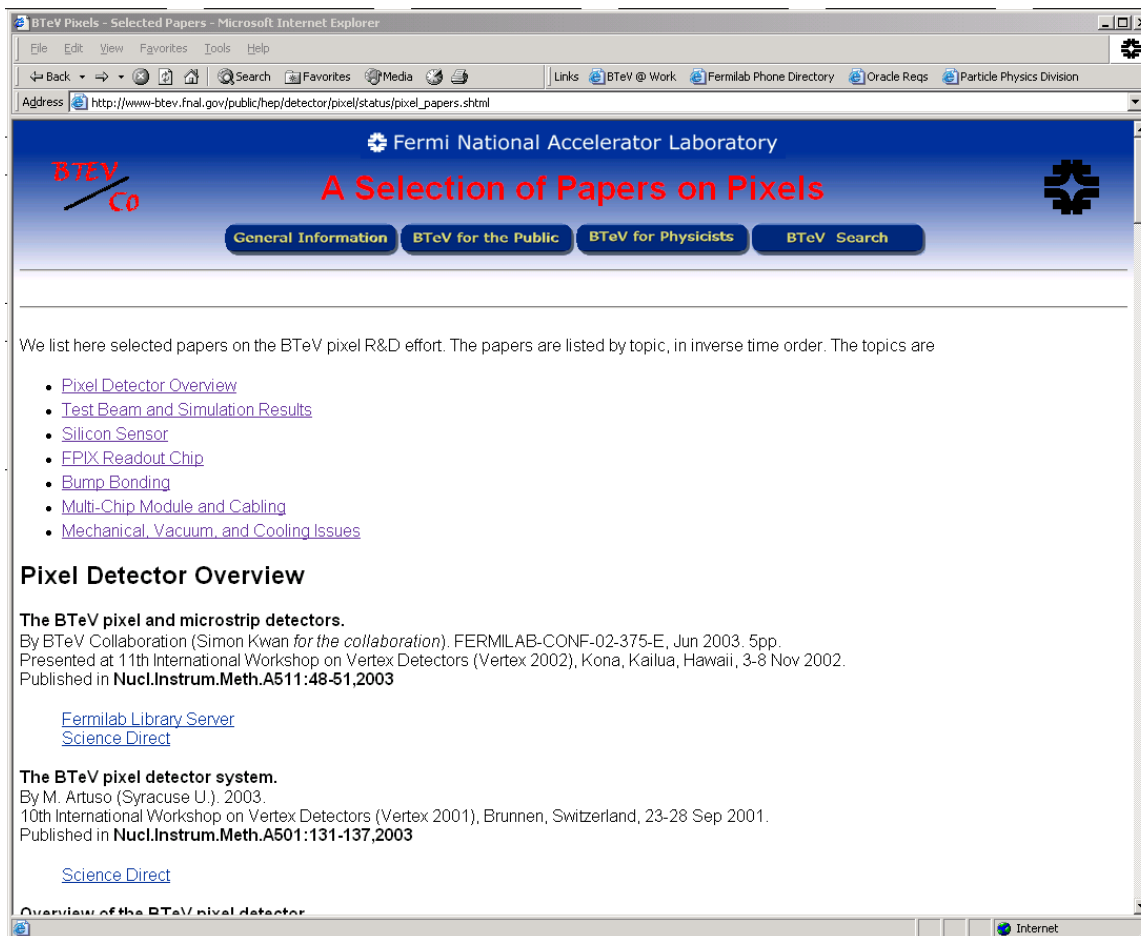 BTeV Pixels - Selected Papers - Microsoft Internet Explorer
File Edit View Favorites Tools Help
Back Search Favorites Media Links BTeV @ Work Fermilab Phone Directory Oracle Reqs Particle Physics Division
Address http://www-btev.fnal.gov/public/hep/detector/pixel/status/pixel_papers.shtml
Fermi National Accelerator Laboratory
BTEV
C0
A Selection of Papers on Pixels
General Information BTeV for the Public BTeV for Physicists BTeV Search
We list here selected papers on the BTeV pixel R&D effort. The papers are listed by topic, in inverse time order. The topics are
• Pixel Detector Overview
• Test Beam and Simulation Results
• Silicon Sensor
• FPIX Readout Chip
• Bump Bonding
• Multi-Chip Module and Cabling
• Mechanical, Vacuum, and Cooling Issues
Pixel Detector Overview
The BTeV pixel and microstrip detectors.
By BTeV Collaboration (Simon Kwan for the collaboration). FERMILAB-CONF-02-375-E, Jun 2003. 5pp.
Presented at 11th International Workshop on Vertex Detectors (Vertex 2002), Kona, Kailua, Hawaii, 3-8 Nov 2002.
Published in Nucl.Instrum.Meth.A511:48-51,2003
Fermilab Library Server
Science Direct
The BTeV pixel detector system.
By M. Artuso (Syracuse U.). 2003.
10th International Workshop on Vertex Detectors (Vertex 2001), Brunnen, Switzerland, 23-28 Sep 2001.
Published in Nucl.Instrum.Meth.A501:131-137,2003
Science Direct
Overview of the BTeV pixel detector
Internet